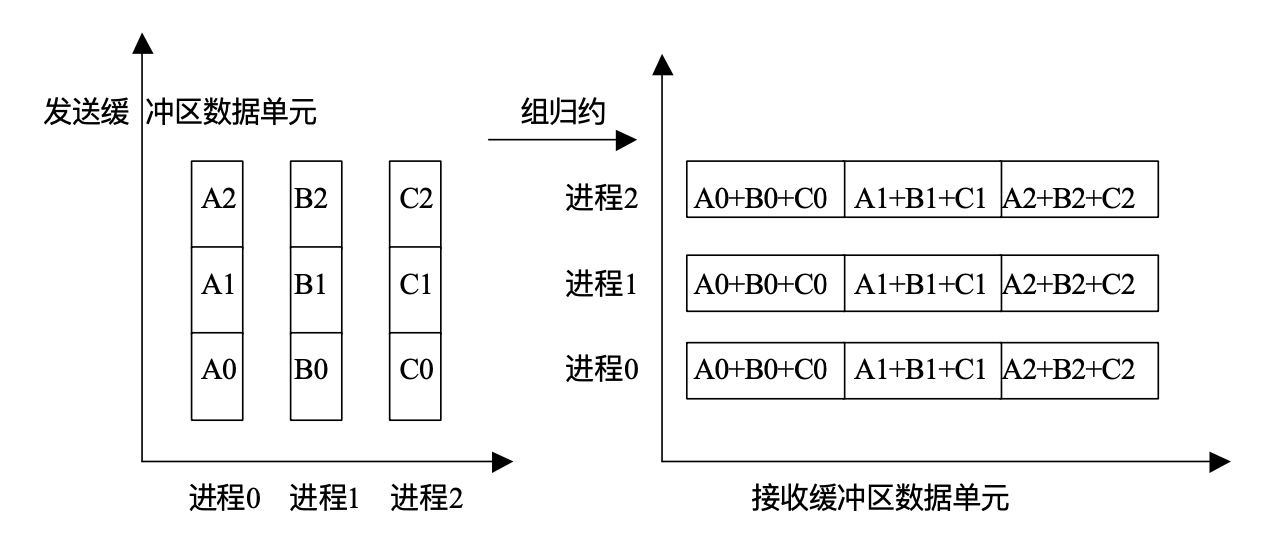 发送缓 冲区数据单元
组归约
A2 B2 C2
A1 B1 C1
A0 B0 C0
进程0 进程1 进程2
进程2 A0+B0+C0 A1+B1+C1 A2+B2+C2
进程1 A0+B0+C0 A1+B1+C1 A2+B2+C2
进程0 A0+B0+C0 A1+B1+C1 A2+B2+C2
接收缓冲区数据单元